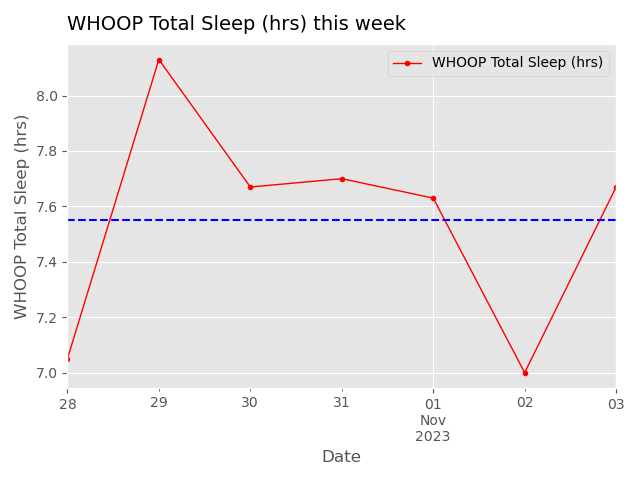 WHOOP Total Sleep (hrs) this week
WHOOP Total Sleep (hrs)
WHOOP Total Sleep (hrs)
8.0
7.8
7.6
7.4
7.2
7.0
28 29 30 31 01 02 03
Nov
2023
Date